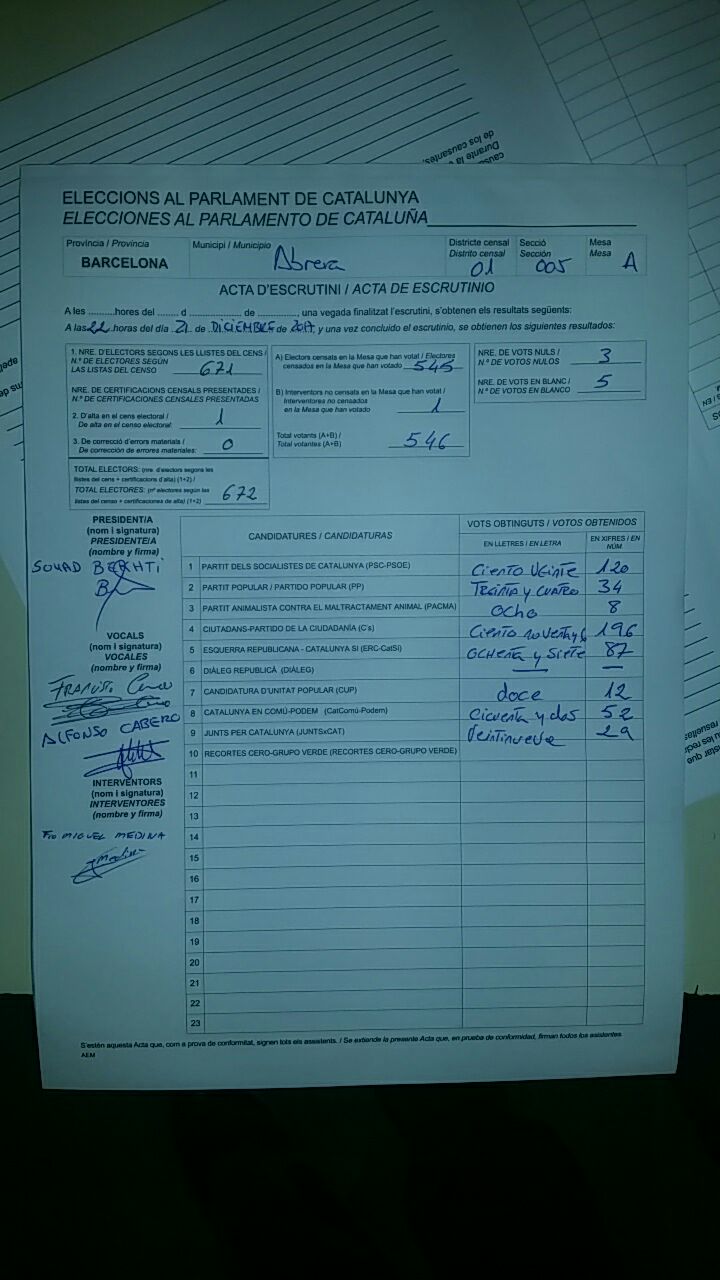 ELECCIONS AL PARLAMENT DE CATALUNYA
ELECCIONES AL PARLAMENTO DE CATALUÑA
Província / Provincia
BARCELONA
Municipi / Municipio
Abrera
Districte censal
Distrito censal
01
Secció
Sección
005
Mesa
Mesa
A
ACTA D'ESCRUTINI / ACTA DE ESCRUTINIO
A les ..........hores del ....... d .................. de ............., una vegada finalitzat l'escrutini, s'obtenen els resultats següents:
A las 22 horas del día 21 de DICIEMBRE de 2017 y una vez concluido el escrutinio, se obtienen los siguientes resultados:
1. NRE. D'ELECTORS SEGONS LES LLISTES DEL CENS /
N.º DE ELECTORES SEGÚN
LAS LISTAS DEL CENSO
671
NRE. DE CERTIFICACIONS CENSALS PRESENTADES /
N.º DE CERTIFICACIONES CENSALES PRESENTADAS
2. D'alta en el cens electoral /
De alta en el censo electoral:
1
3. De correcció d'errors materials /
De corrección de errores materiales:
0
TOTAL ELECTORS: (nre. d'electors segons les
llistes del cens + certificacions d'alta) (1+2) /
TOTAL ELECTORES: (nº electores según las
listas del censo + certificaciones de alta) (1+2)
672
A) Electors censats en la Mesa que han votat / Electores
censados en la Mesa que han votado
545
B) Interventors no censats en la Mesa que han votat /
Interventores no censados
en la Mesa que han votado
1
Total votants (A+B) /
Total votantes (A+B)
546
NRE. DE VOTS NULS /
N.º DE VOTOS NULOS
3
NRE. DE VOTS EN BLANC /
N.º DE VOTOS EN BLANCO
5
PRESIDENT/A
(nom i signatura)
PRESIDENTE/A
(nombre y firma)
SOUAD BERHTI
VOCALS
(nom i signatura)
VOCALES
(nombre y firma)
ALFONSO CABERO
INTERVENTORS
(nom i signatura)
INTERVENTORES
(nombre y firma)
Fco MIGUEL MEDINA
CANDIDATURES / CANDIDATURAS
VOTS OBTINGUTS / VOTOS OBTENIDOS
EN LLETRES / EN LETRA
EN XIFRES / EN NÚM
1 PARTIT DELS SOCIALISTES DE CATALUNYA (PSC-PSOE) CIENTO VEINTE 120
2 PARTIT POPULAR / PARTIDO POPULAR (PP) TREINTA Y CUATRO 34
3 PARTIT ANIMALISTA CONTRA EL MALTRACTAMENT ANIMAL (PACMA) OCHO 8
4 CIUTADANS-PARTIDO DE LA CIUDADANÍA (C's) CIENTO noventa y 6 196
5 ESQUERRA REPUBLICANA - CATALUNYA SI (ERC-CatSí) OCHENTA y SIETE 87
6 DIÀLEG REPUBLICÀ (DIÀLEG) — —
7 CANDIDATURA D'UNITAT POPULAR (CUP) doce 12
8 CATALUNYA EN COMÚ-PODEM (CatComú-Podem) Cicuenta y dos 52
9 JUNTS PER CATALUNYA (JUNTSxCAT) Veintinueve 29
10 RECORTES CERO-GRUPO VERDE (RECORTES CERO-GRUPO VERDE)
11
12
13
14
15
16
17
18
19
20
21
22
23
S'estén aquesta Acta que, com a prova de conformitat, signen tots els assistents. / Se extiende la presente Acta que, en prueba de conformidad, firman todos los asistentes.
AEM